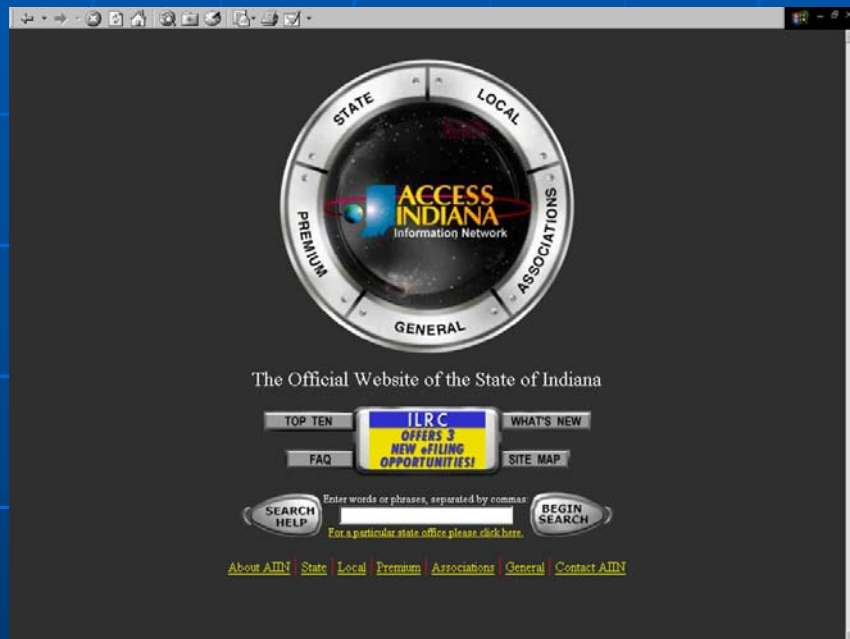 STATE
LOCAL
PREMIUM
ASSOCIATIONS
GENERAL
ACCESS
INDIANA
Information Network
The Official Website of the State of Indiana
TOP TEN
ILRC
OFFERS 3
NEW eFILING
OPPORTUNITIES!
WHAT'S NEW
FAQ
SITE MAP
Enter words or phrases, separated by commas:
SEARCH
HELP
BEGIN
SEARCH
For a particular state office please click here.
About AIIN | State | Local | Premium | Associations | General | Contact AIIN